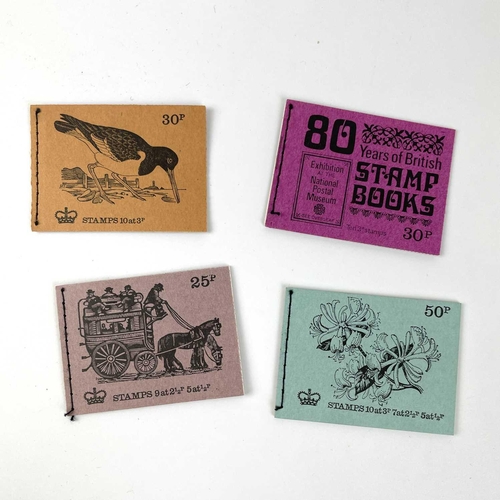 30P
STAMPS 10 at 3P
80
Years of British
STAMP
BOOKS
Exhibition
AT THE
National
Postal
Museum
30P
25P
STAMPS 9 at 2½P 5 at ½P
50P
STAMPS 10 at 3P 7 at 2½P 5 at ½P